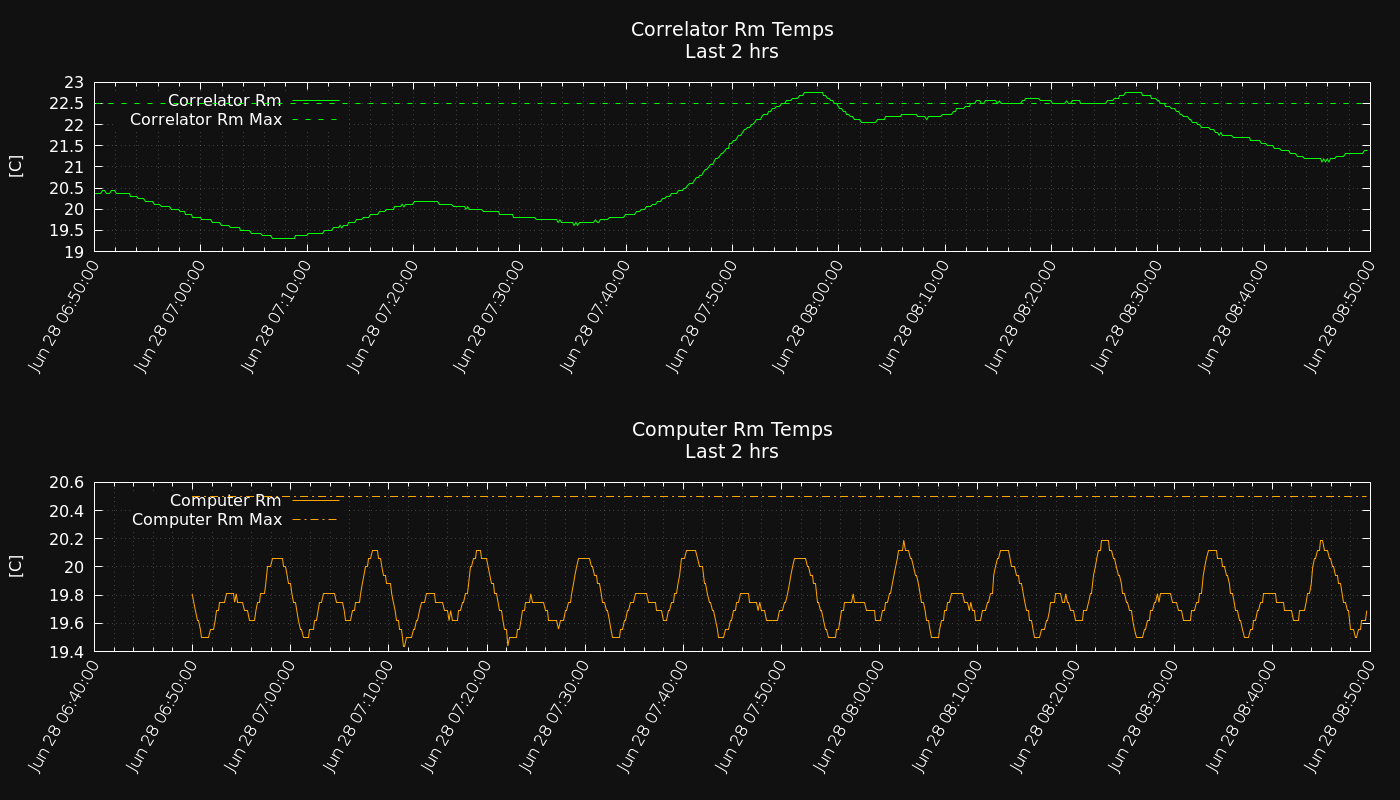 Correlator Rm Temps
Last 2 hrs
[C]
23
22.5
22
21.5
21
20.5
20
19.5
19
Correlator Rm
Correlator Rm Max
Jun 28 06:50:00
Jun 28 07:00:00
Jun 28 07:10:00
Jun 28 07:20:00
Jun 28 07:30:00
Jun 28 07:40:00
Jun 28 07:50:00
Jun 28 08:00:00
Jun 28 08:10:00
Jun 28 08:20:00
Jun 28 08:30:00
Jun 28 08:40:00
Jun 28 08:50:00
Computer Rm Temps
Last 2 hrs
[C]
20.6
20.4
20.2
20
19.8
19.6
19.4
Computer Rm
Computer Rm Max
Jun 28 06:40:00
Jun 28 06:50:00
Jun 28 07:00:00
Jun 28 07:10:00
Jun 28 07:20:00
Jun 28 07:30:00
Jun 28 07:40:00
Jun 28 07:50:00
Jun 28 08:00:00
Jun 28 08:10:00
Jun 28 08:20:00
Jun 28 08:30:00
Jun 28 08:40:00
Jun 28 08:50:00